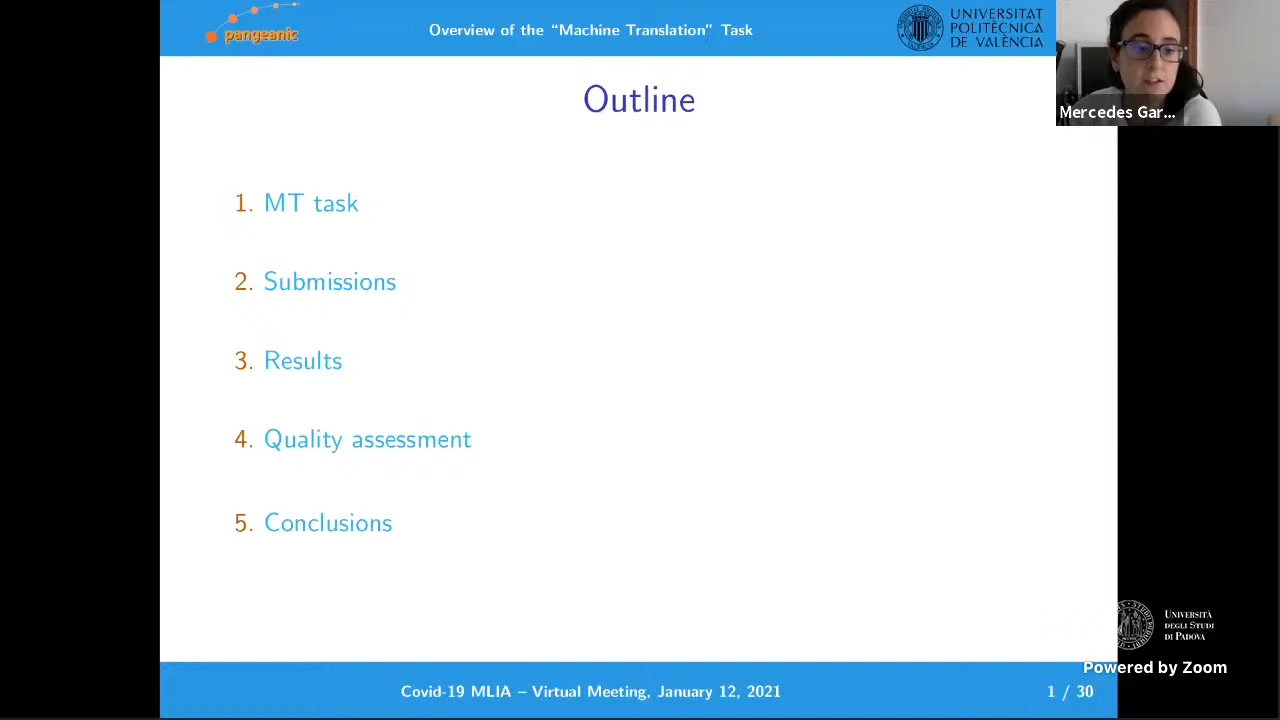 pangeanic
Overview of the “Machine Translation” Task
UNIVERSITAT
POLITÈCNICA
DE VALÈNCIA
Mercedes Gar...
Outline
1. MT task
2. Submissions
3. Results
4. Quality assessment
5. Conclusions
UNIVERSITÀ
DEGLI STUDI
DI PADOVA
Powered by Zoom
Covid-19 MLIA – Virtual Meeting, January 12, 2021
1 / 30